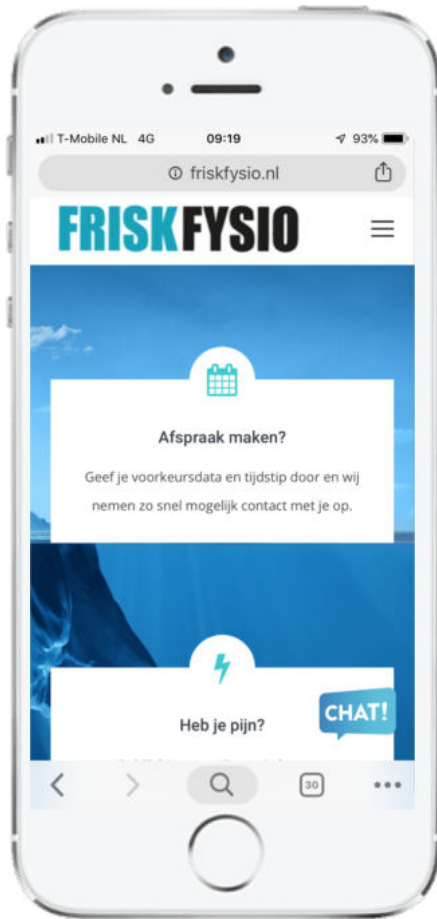 T-Mobile NL 4G 09:19 93%
friskfysio.nl
FRISKFYSIO
Afspraak maken?
Geef je voorkeursdata en tijdstip door en wij
nemen zo snel mogelijk contact met je op.
CHAT!
Heb je pijn?
30